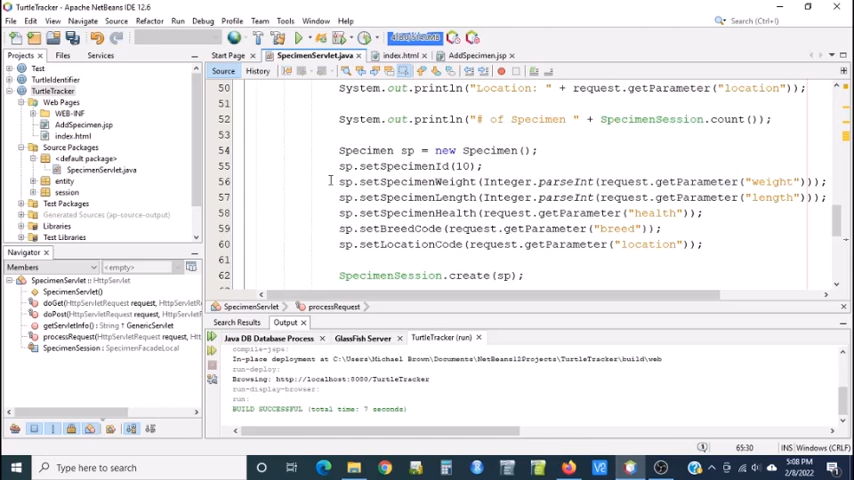 TurtleTracker - Apache NetBeans IDE 12.6
File Edit View Navigate Source Refactor Run Debug Profile Team Tools Window Help
Search (Ctrl+I)
Projects Files Services
Start Page SpecimenServlet.java index.html AddSpecimen.jsp
Source History
Test
TurtleIdentifier
TurtleTracker
Web Pages
WEB-INF
AddSpecimen.jsp
index.html
Source Packages
<default package>
SpecimenServlet.java
entity
session
Test Packages
Generated Sources (ap-source-output)
Libraries
Test Libraries
50 System.out.println("Location: " + request.getParameter("location"));
51
52 System.out.println("# of Specimen " + SpecimenSession.count());
53
54 Specimen sp = new Specimen();
55 sp.setSpecimenId(10);
56 sp.setSpecimenWeight(Integer.parseInt(request.getParameter("weight")));
57 sp.setSpecimenLength(Integer.parseInt(request.getParameter("length")));
58 sp.setSpecimenHealth(request.getParameter("health"));
59 sp.setBreedCode(request.getParameter("breed"));
60 sp.setLocationCode(request.getParameter("location"));
61
62 SpecimenSession.create(sp);
SpecimenServlet processRequest
Navigator
Members <empty>
SpecimenServlet :: HttpServlet
SpecimenServlet()
doGet(HttpServletRequest request,
doPost(HttpServletRequest request,
getServletInfo() : String ↑ GenericServlet
processRequest(HttpServletRequest
SpecimenSession : SpecimenFacadeLocal
Search Results Output
Java DB Database Process GlassFish Server TurtleTracker (run)
compile-jsps:
In-place deployment at C:\Users\Michael Brown\Documents\NetBeans12Projects\TurtleTracker\build\web
run-deploy:
Browsing: http://localhost:8080/TurtleTracker
run-display-browser:
run:
BUILD SUCCESSFUL (total time: 7 seconds)
65:30 INS Windows (CRLF)
Type here to search
5:08 PM
2/8/2022